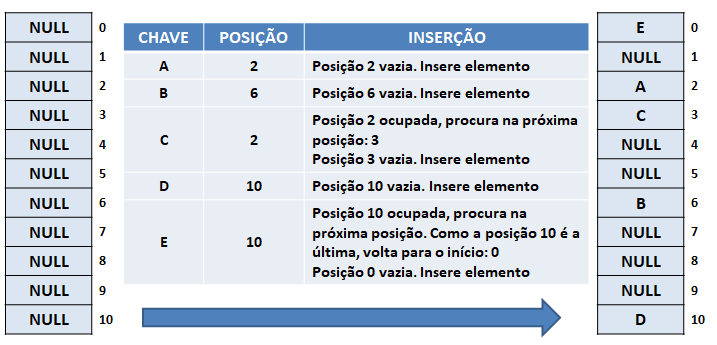 NULL 0
NULL 1
NULL 2
NULL 3
NULL 4
NULL 5
NULL 6
NULL 7
NULL 8
NULL 9
NULL 10
CHAVE POSIÇÃO INSERÇÃO
A 2 Posição 2 vazia. Insere elemento
B 6 Posição 6 vazia. Insere elemento
C 2 Posição 2 ocupada, procura na próxima
posição: 3
Posição 3 vazia. Insere elemento
D 10 Posição 10 vazia. Insere elemento
E 10 Posição 10 ocupada, procura na
próxima posição. Como a posição 10 é a
última, volta para o início: 0
Posição 0 vazia. Insere elemento
E 0
NULL 1
A 2
C 3
NULL 4
NULL 5
B 6
NULL 7
NULL 8
NULL 9
D 10